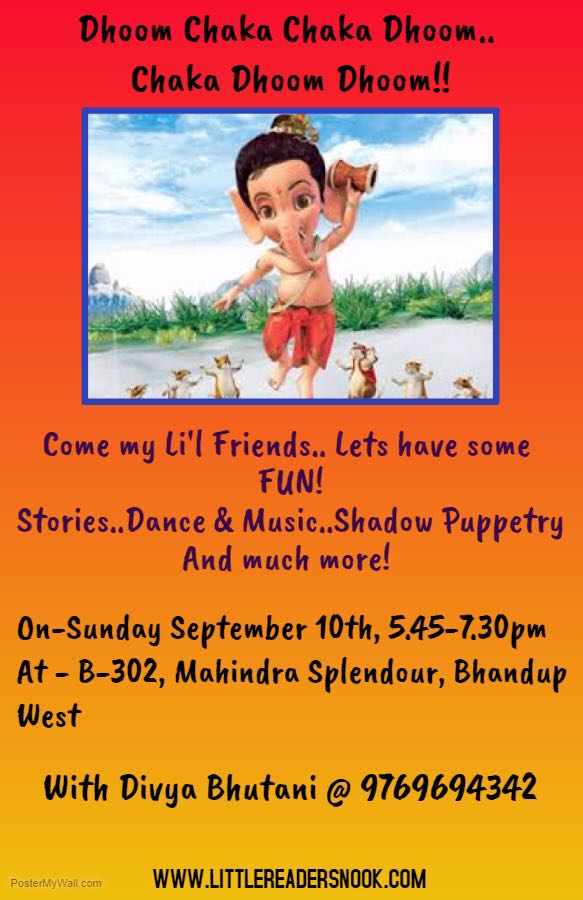 Dhoom Chaka Chaka Dhoom..
Chaka Dhoom Dhoom!!
Come my Li'l Friends.. Lets have some
FUN!
Stories..Dance & Music..Shadow Puppetry
And much more!
On-Sunday September 10th, 5.45-7.30pm
At - B-302, Mahindra Splendour, Bhandup
West
With Divya Bhutani @ 9769694342
PosterMyWall.com
WWW.LITTLEREADERSNOOK.COM